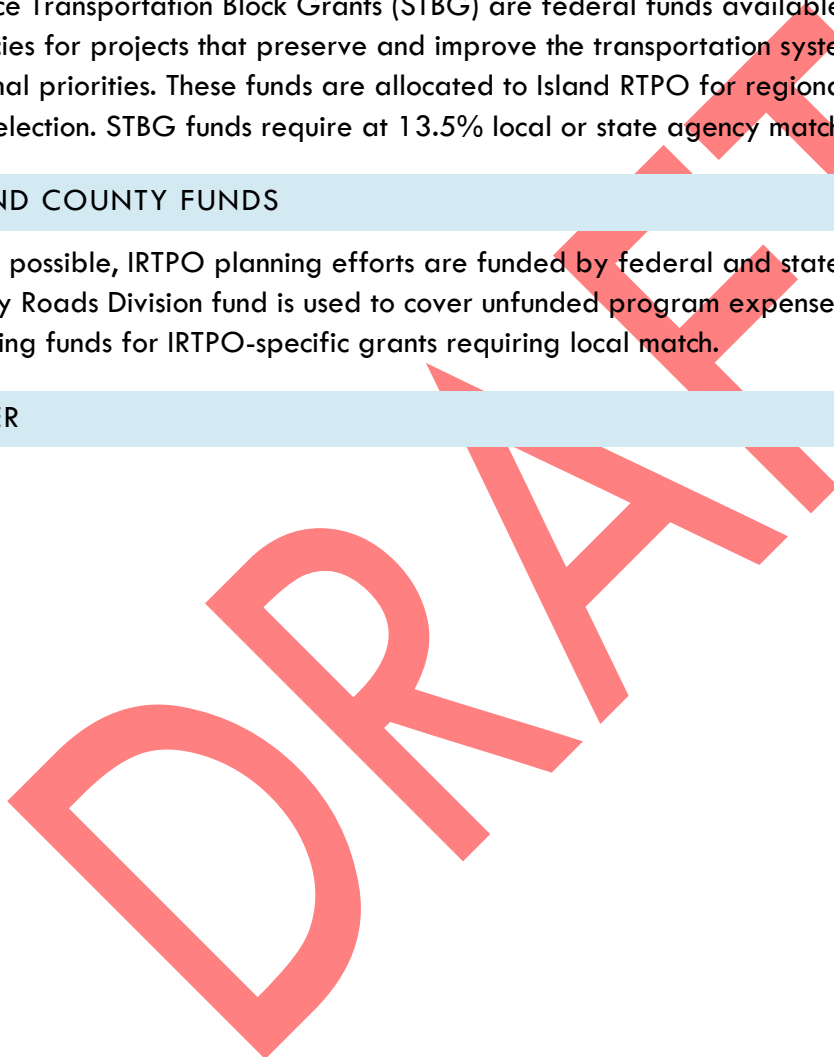 ce Transportation Block Grants (STBG) are federal funds available
ies for projects that preserve and improve the transportation syste
nal priorities. These funds are allocated to Island RTPO for regiona
election. STBG funds require at 13.5% local or state agency match
ND COUNTY FUNDS
possible, IRTPO planning efforts are funded by federal and state
y Roads Division fund is used to cover unfunded program expense
ing funds for IRTPO-specific grants requiring local match.
ER
DRAFT